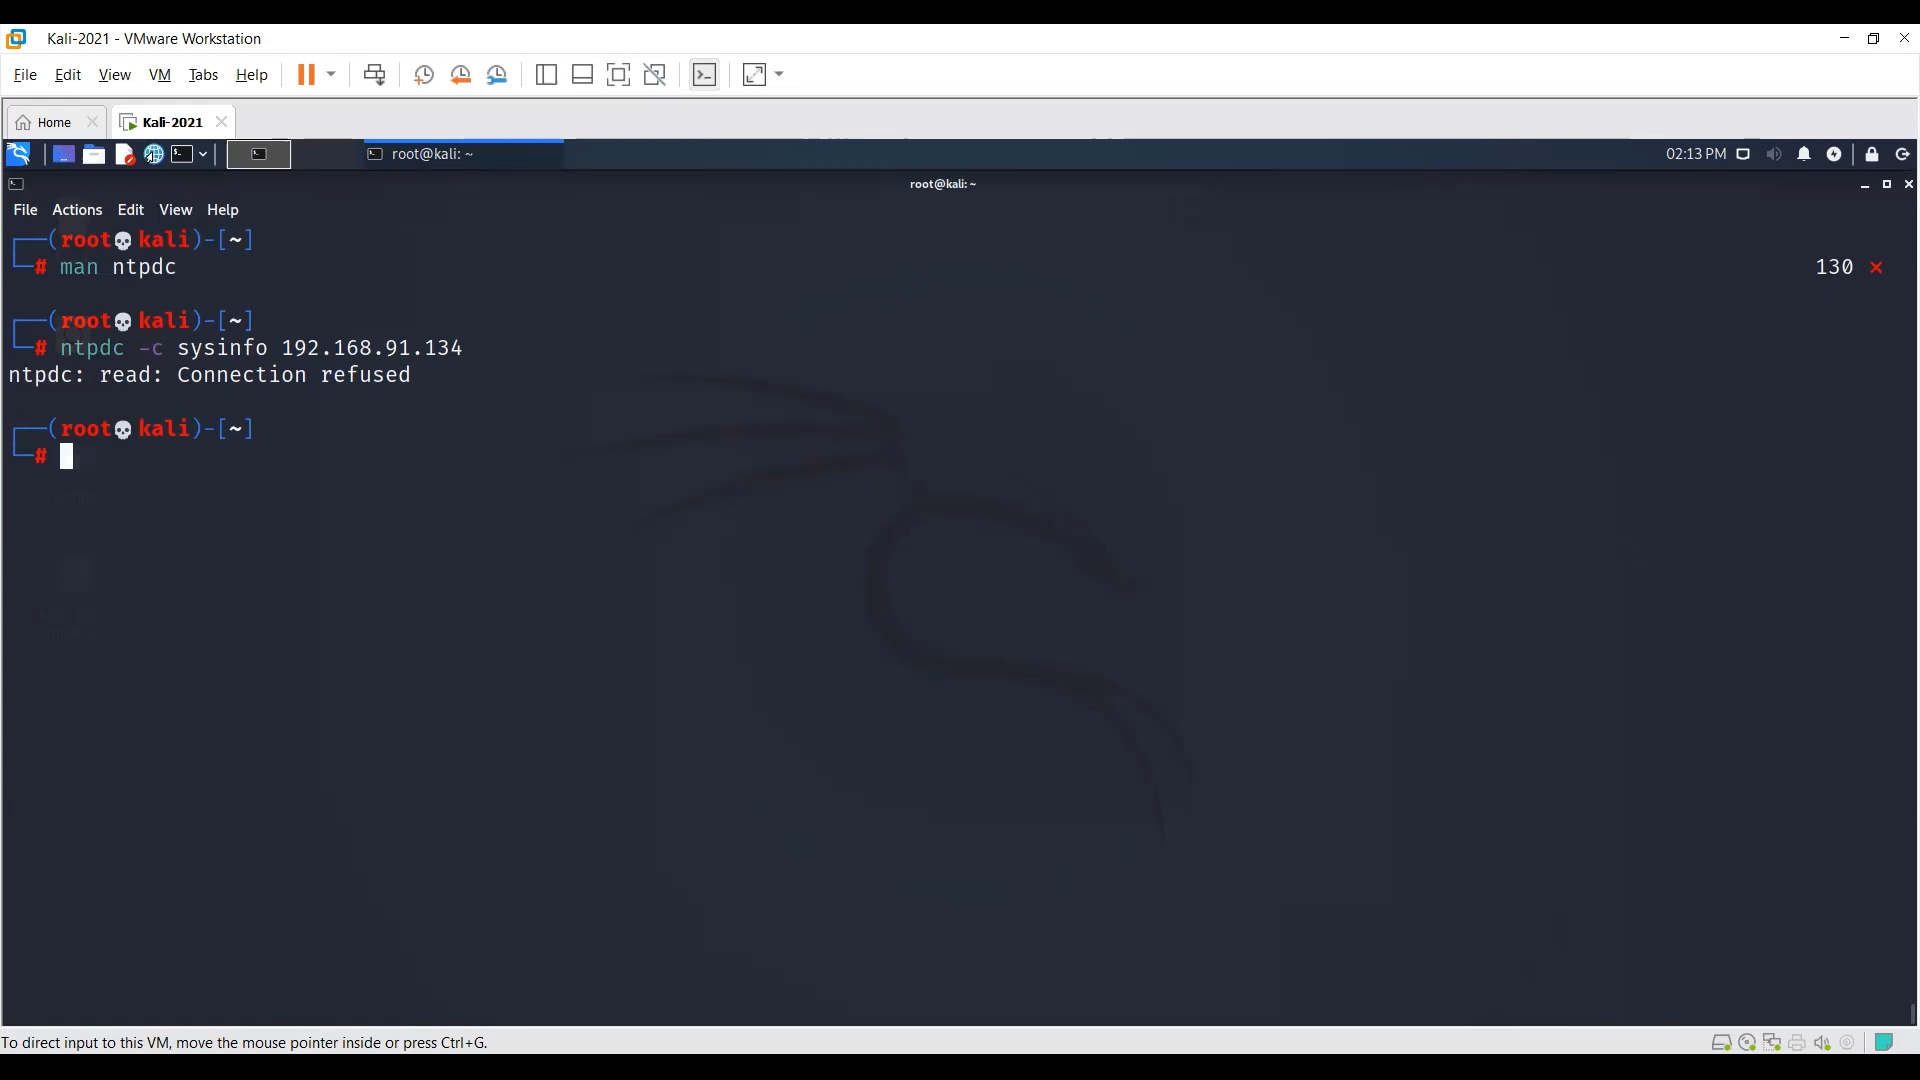 Kali-2021 - VMware Workstation
File Edit View VM Tabs Help
Home Kali-2021
root@kali: ~ 02:13 PM
root@kali: ~
File Actions Edit View Help
┌──(root💀kali)-[~]
└─# man ntpdc 130 ⨯
┌──(root💀kali)-[~]
└─# ntpdc -c sysinfo 192.168.91.134
ntpdc: read: Connection refused
┌──(root💀kali)-[~]
└─#
To direct input to this VM, move the mouse pointer inside or press Ctrl+G.